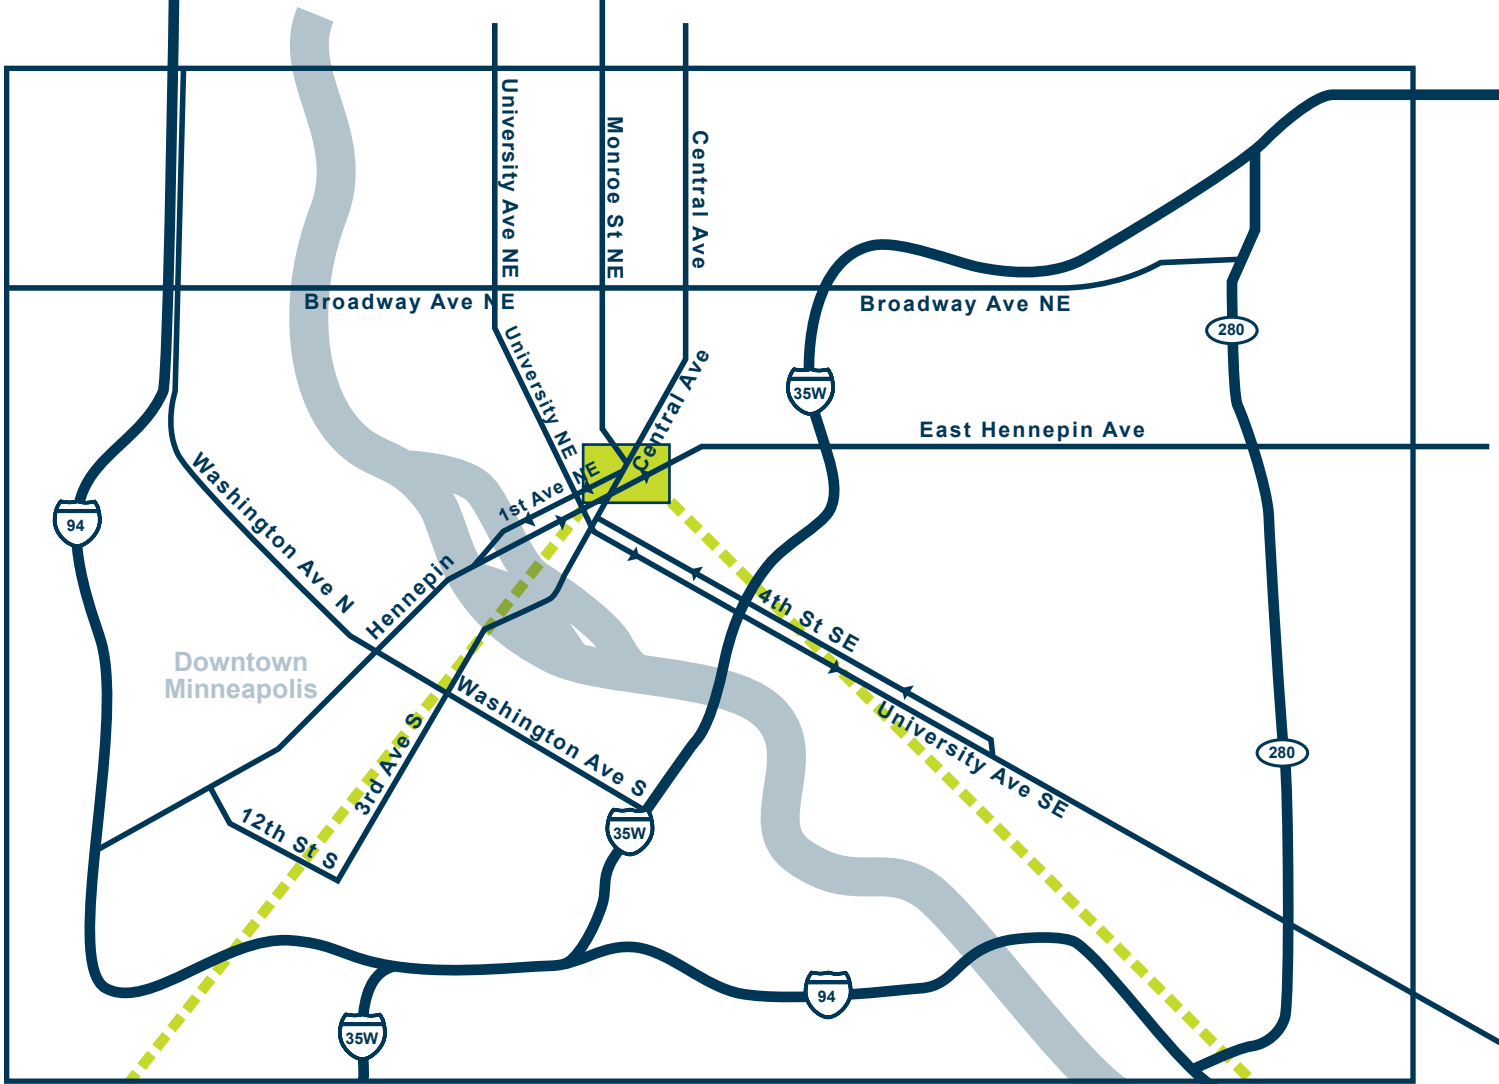 University Ave NE
Monroe St NE
Central Ave
Broadway Ave NE
Broadway Ave NE
280
University NE
Central Ave
35W
East Hennepin Ave
1st Ave NE
Washington Ave N
94
Hennepin
4th St SE
Downtown
Minneapolis
Washington Ave S
University Ave SE
3rd Ave S
280
12th St S
35W
94
35W